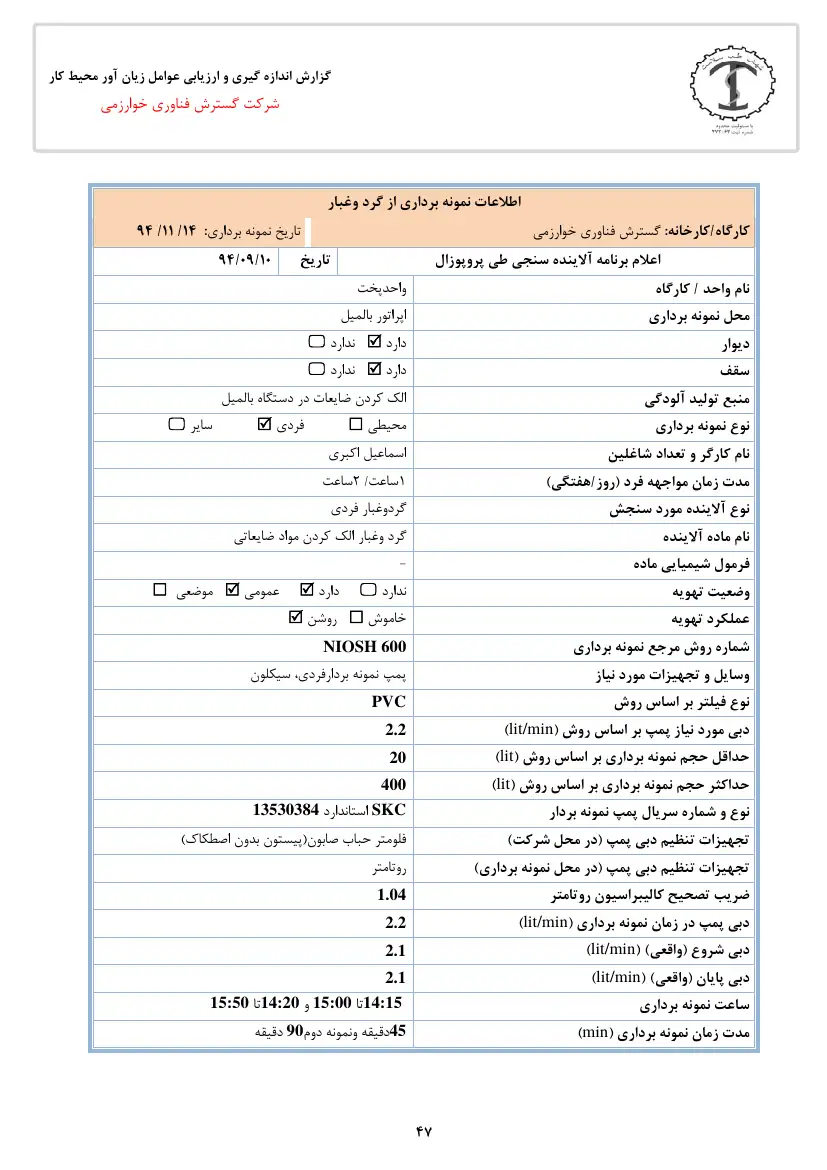 گزارش اندازه گیری و ارزیابی عوامل زیان آور محیط کار
شرکت گسترش فناوری خوارزمی
شهاب طب سلامت
با مسئولیت محدود
اطلاعات نمونه برداری از گرد وغبار
کارگاه/کارخانه: گسترش فناوری خوارزمی تاریخ نمونه برداری: ۱۴/ ۱۱/ ۹۴
اعلام برنامه آلاینده سنجی طی پروپوزال تاریخ ۹۴/۰۹/۱۰
نام واحد / کارگاه واحدپخت
محل نمونه برداری اپراتور بالمیل
دیوار دارد ☑ ندارد ☐
سقف دارد ☑ ندارد ☐
منبع تولید آلودگی الک کردن ضایعات در دستگاه بالمیل
نوع نمونه برداری محیطی ☐ فردی ☑ سایر ☐
نام کارگر و تعداد شاغلین اسماعیل اکبری
مدت زمان مواجهه فرد (روز/هفتگی) ۱ساعت/ ۲ساعت
نوع آلاینده مورد سنجش گردوغبار فردی
نام ماده آلاینده گرد وغبار الک کردن مواد ضایعاتی
فرمول شیمیایی ماده -
وضعیت تهویه ندارد ☐ دارد ☑ عمومی ☑ موضعی ☐
عملکرد تهویه خاموش ☐ روشن ☑
شماره روش مرجع نمونه برداری NIOSH 600
وسایل و تجهیزات مورد نیاز پمپ نمونه بردارفردی، سیکلون
نوع فیلتر بر اساس روش PVC
دبی مورد نیاز پمپ بر اساس روش (lit/min) 2.2
حداقل حجم نمونه برداری بر اساس روش (lit) 20
حداکثر حجم نمونه برداری بر اساس روش (lit) 400
نوع و شماره سریال پمپ نمونه بردار SKC استاندارد 13530384
تجهیزات تنظیم دبی پمپ (در محل شرکت) فلومتر حباب صابون(پیستون بدون اصطکاک)
تجهیزات تنظیم دبی پمپ (در محل نمونه برداری) روتامتر
ضریب تصحیح کالیبراسیون روتامتر 1.04
دبی پمپ در زمان نمونه برداری (lit/min) 2.2
دبی شروع (واقعی) (lit/min) 2.1
دبی پایان (واقعی) (lit/min) 2.1
ساعت نمونه برداری 14:15تا 15:00 و 14:20تا 15:50
مدت زمان نمونه برداری (min) 45دقیقه ونمونه دوم90 دقیقه
۴۷